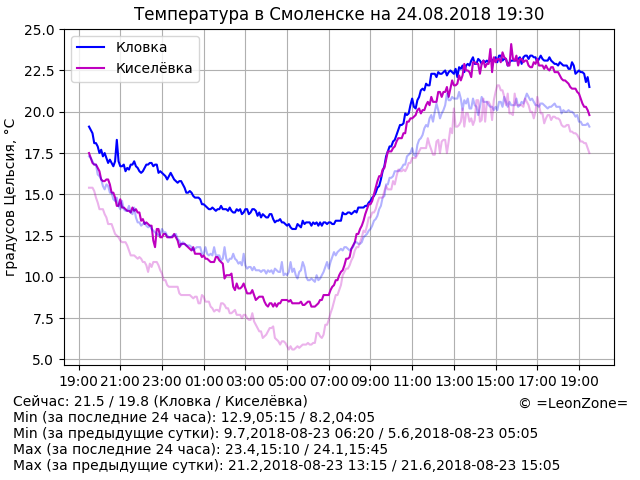 Температура в Смоленске на 24.08.2018 19:30
Кловка
Киселёвка
градусов Цельсия, °C
25.0
22.5
20.0
17.5
15.0
12.5
10.0
7.5
5.0
19:00 21:00 23:00 01:00 03:00 05:00 07:00 09:00 11:00 13:00 15:00 17:00 19:00
Сейчас: 21.5 / 19.8 (Кловка / Киселёвка)
© =LeonZone=
Min (за последние 24 часа): 12.9,05:15 / 8.2,04:05
Min (за предыдущие сутки): 9.7,2018-08-23 06:20 / 5.6,2018-08-23 05:05
Max (за последние 24 часа): 23.4,15:10 / 24.1,15:45
Max (за предыдущие сутки): 21.2,2018-08-23 13:15 / 21.6,2018-08-23 15:05